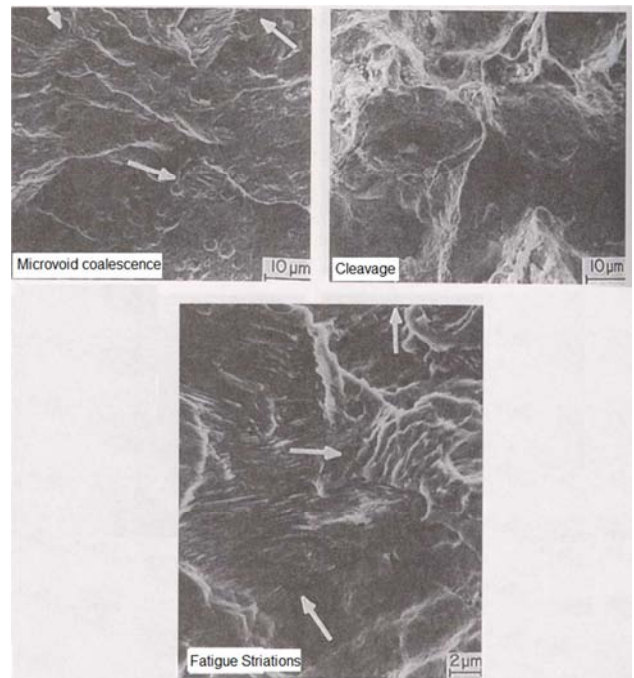 Microvoid coalescence
10 μm
Cleavage
10 μm
Fatigue Striations
2 μm